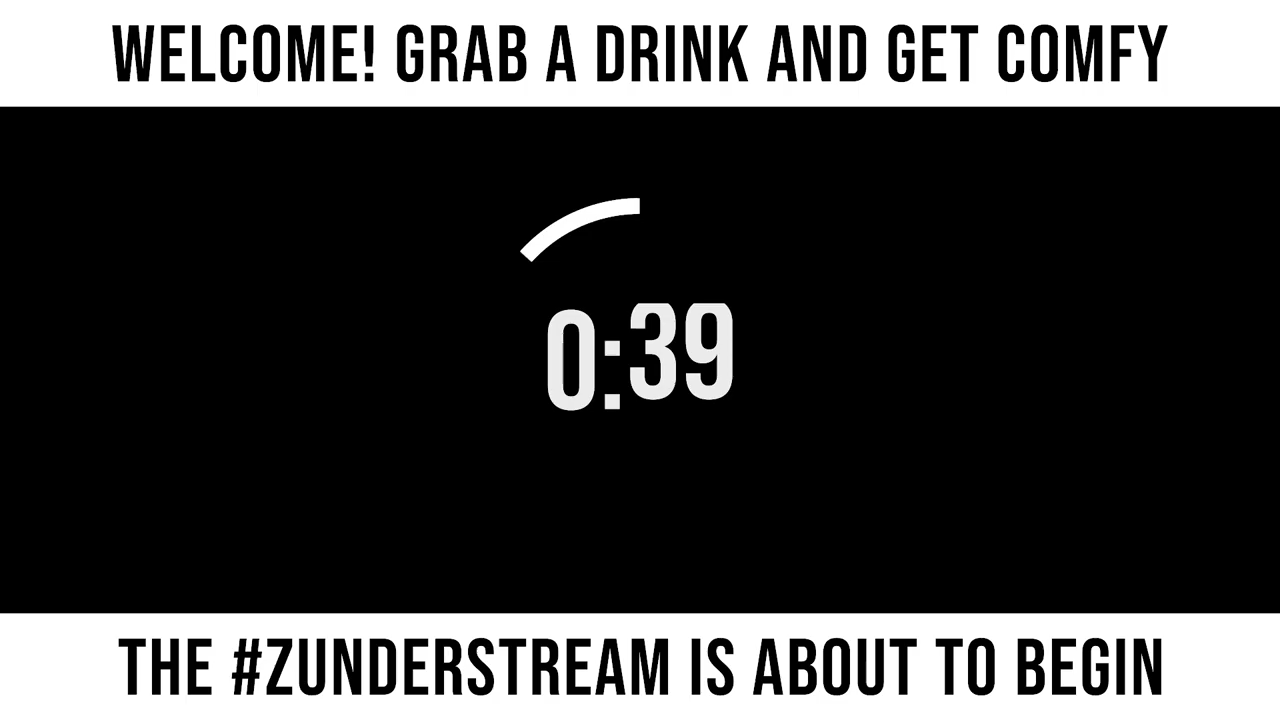 WELCOME! GRAB A DRINK AND GET COMFY
0:39
THE #ZUNDERSTREAM IS ABOUT TO BEGIN